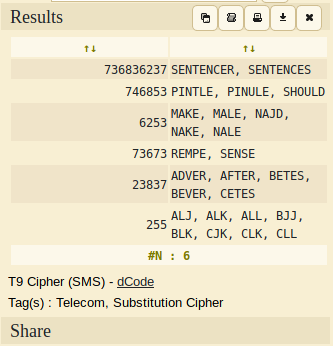 Results
↑↓ ↑↓
736836237 SENTENCER, SENTENCES
746853 PINTLE, PINULE, SHOULD
6253 MAKE, MALE, NAJD,
NAKE, NALE
73673 REMPE, SENSE
23837 ADVER, AFTER, BETES,
BEVER, CETES
255 ALJ, ALK, ALL, BJJ,
BLK, CJK, CLK, CLL
#N : 6
T9 Cipher (SMS) - dCode
Tag(s) : Telecom, Substitution Cipher
Share